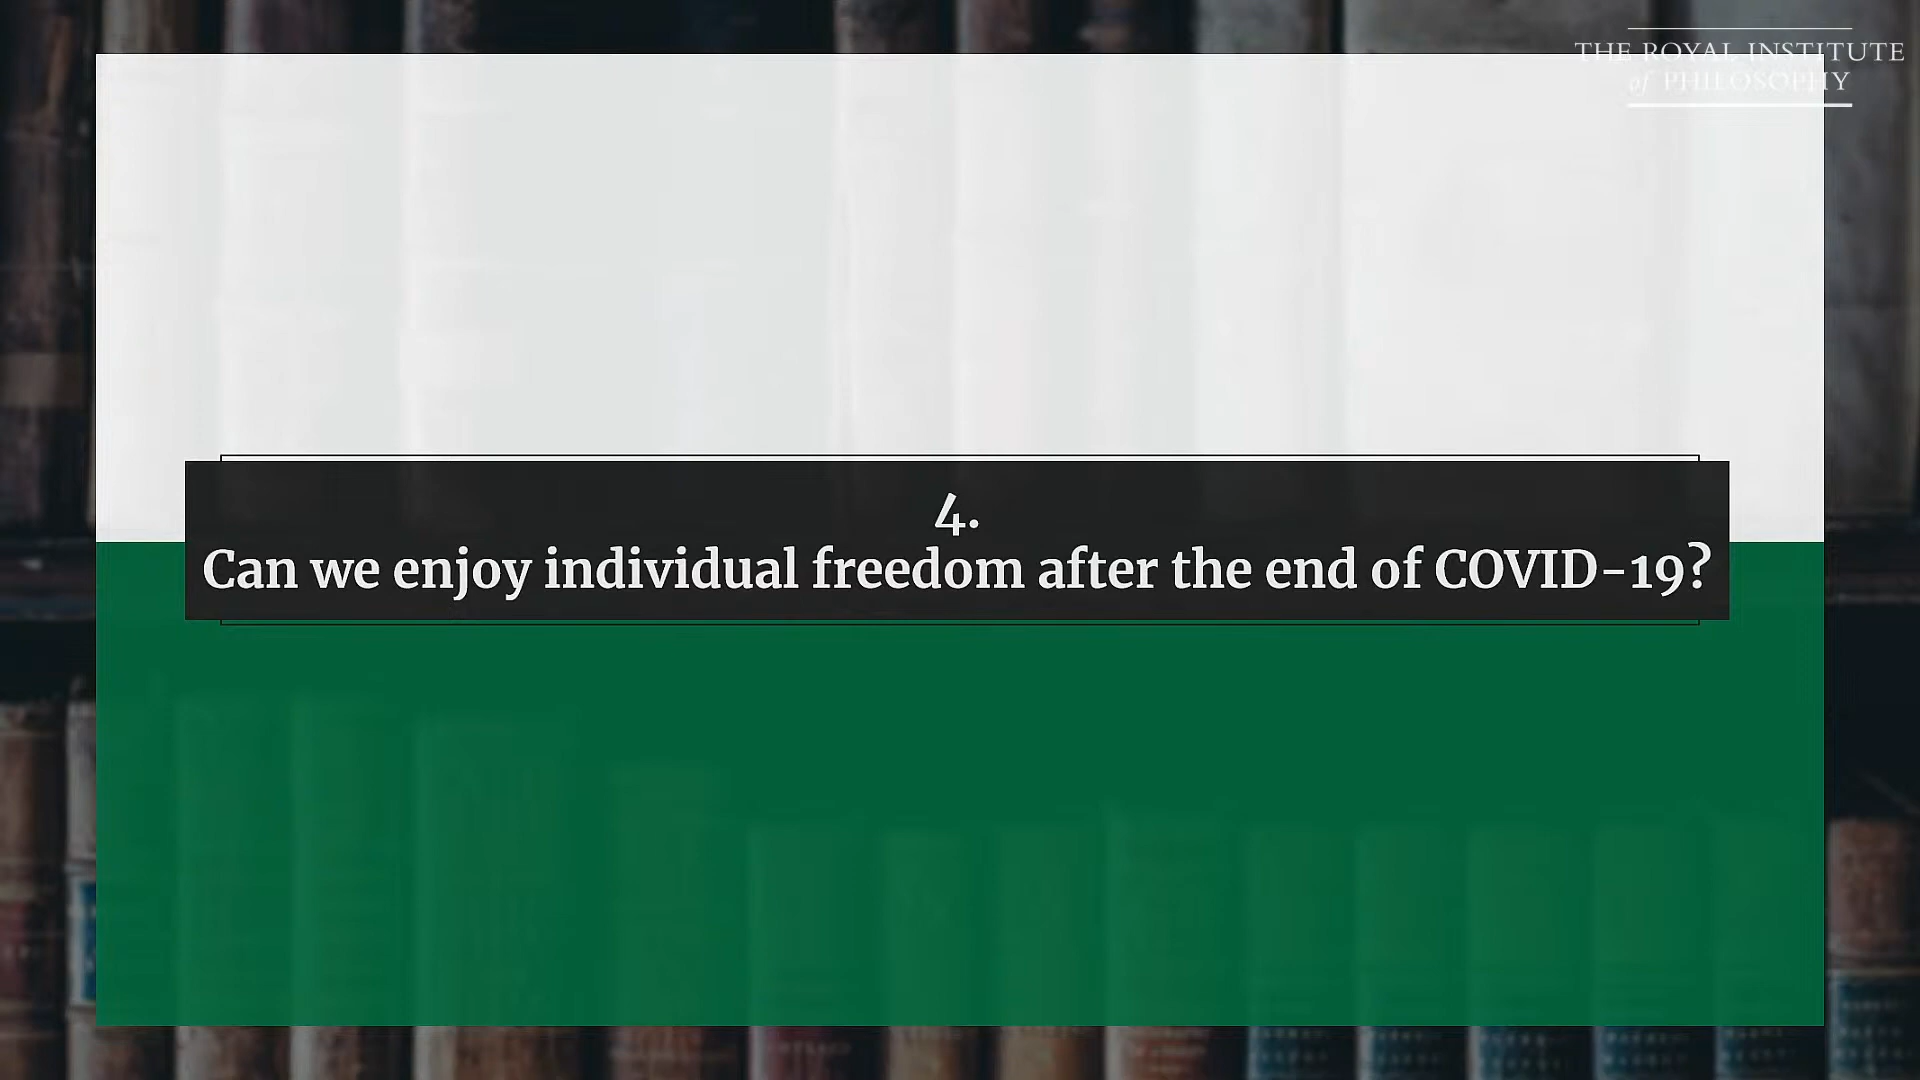 THE ROYAL INSTITUTE
of PHILOSOPHY
4.
Can we enjoy individual freedom after the end of COVID-19?